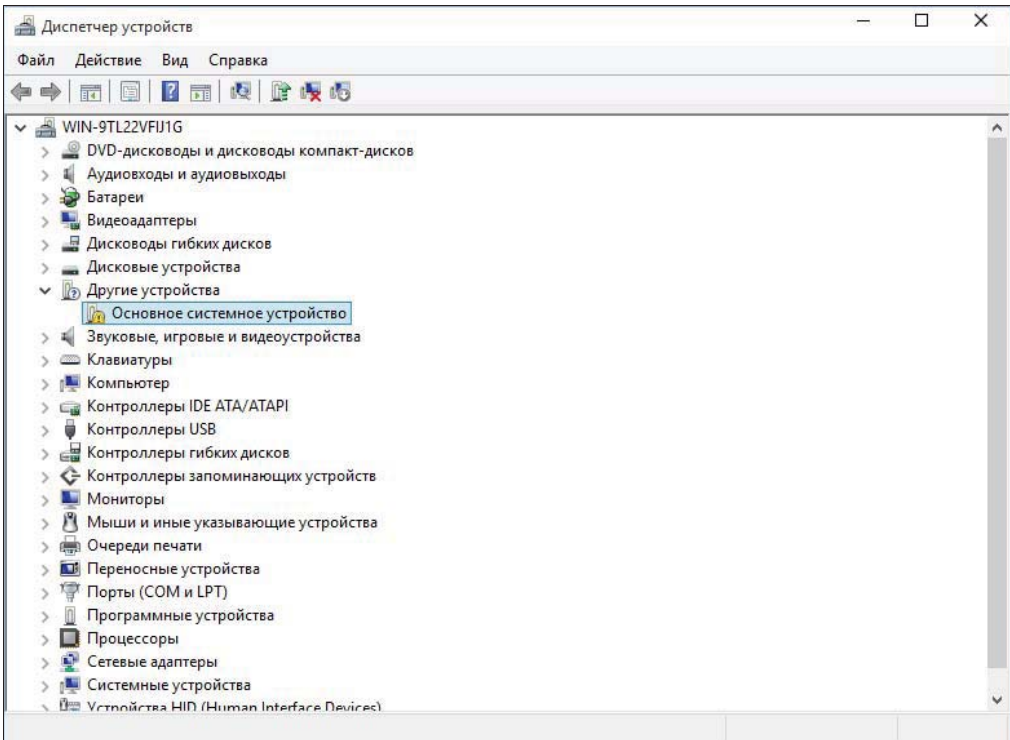 Диспетчер устройств
Файл Действие Вид Справка
WIN-9TL22VFIJ1G
DVD-дисководы и дисководы компакт-дисков
Аудиовходы и аудиовыходы
Батареи
Видеоадаптеры
Дисководы гибких дисков
Дисковые устройства
Другие устройства
Основное системное устройство
Звуковые, игровые и видеоустройства
Клавиатуры
Компьютер
Контроллеры IDE ATA/ATAPI
Контроллеры USB
Контроллеры гибких дисков
Контроллеры запоминающих устройств
Мониторы
Мыши и иные указывающие устройства
Очереди печати
Переносные устройства
Порты (COM и LPT)
Программные устройства
Процессоры
Сетевые адаптеры
Системные устройства
Устройства HID (Human Interface Devices)